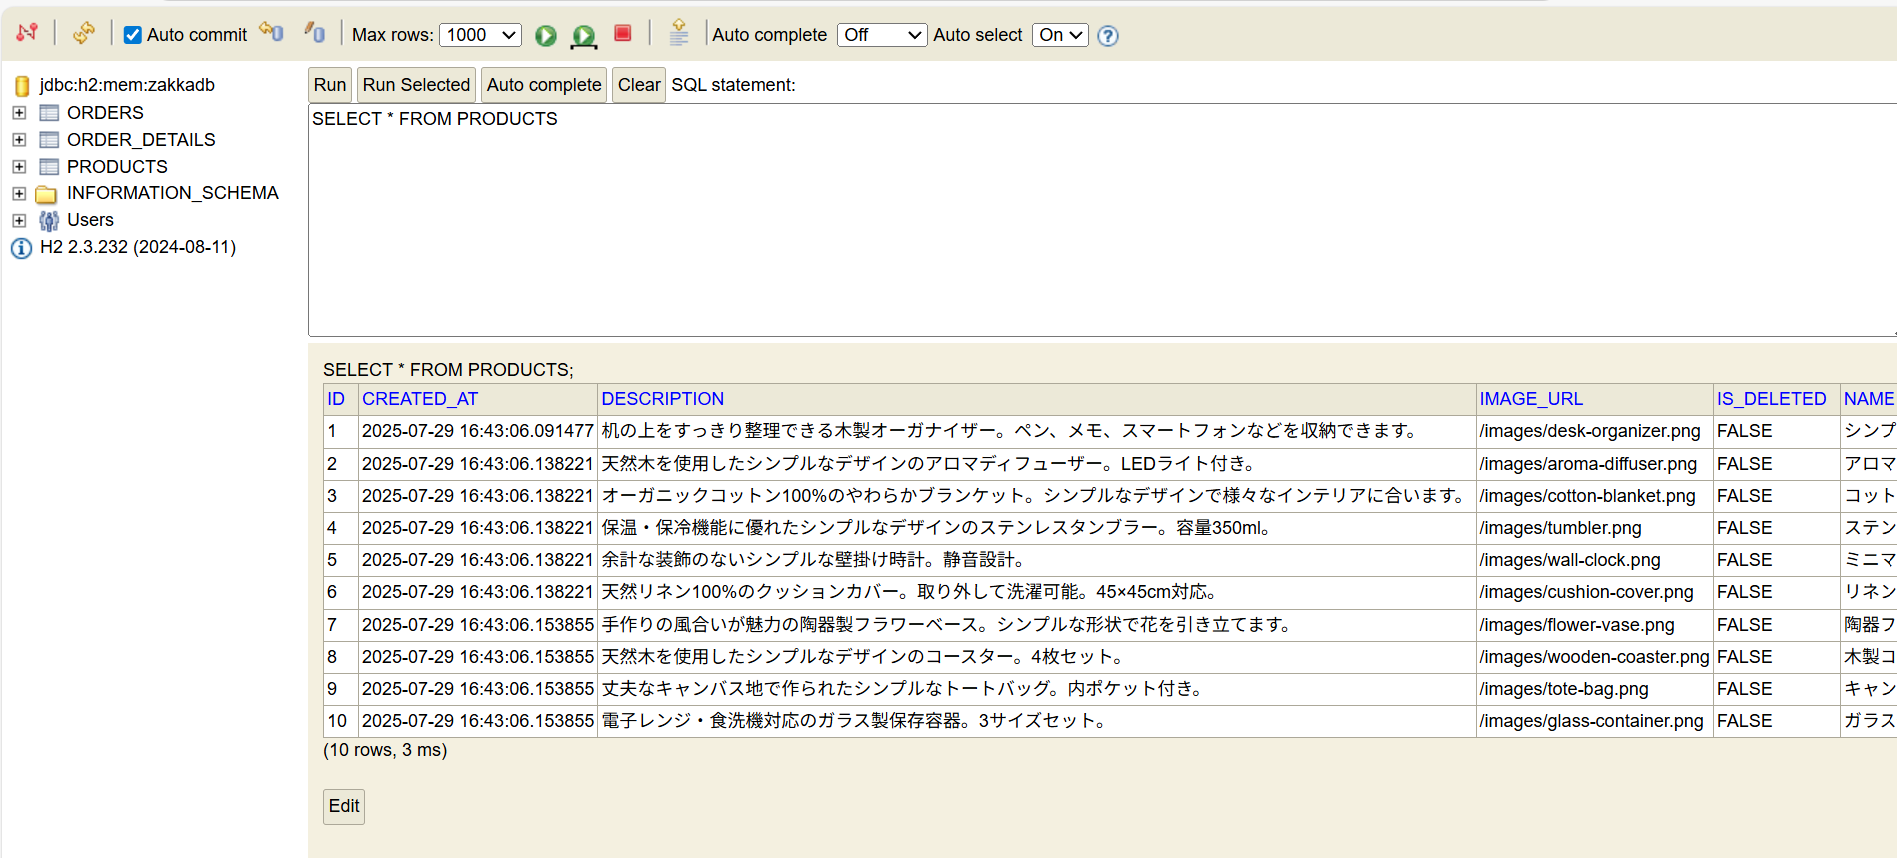 Auto commit Max rows: 1000 Auto complete Off Auto select On
jdbc:h2:mem:zakkadb
ORDERS
ORDER_DETAILS
PRODUCTS
INFORMATION_SCHEMA
Users
H2 2.3.232 (2024-08-11)
Run Run Selected Auto complete Clear SQL statement:
SELECT * FROM PRODUCTS
SELECT * FROM PRODUCTS;
ID CREATED_AT DESCRIPTION IMAGE_URL IS_DELETED NAME
1 2025-07-29 16:43:06.091477 机の上をすっきり整理できる木製オーガナイザー。ペン、メモ、スマートフォンなどを収納できます。 /images/desk-organizer.png FALSE シンプ
2 2025-07-29 16:43:06.138221 天然木を使用したシンプルなデザインのアロマディフューザー。LEDライト付き。 /images/aroma-diffuser.png FALSE アロマ
3 2025-07-29 16:43:06.138221 オーガニックコットン100%のやわらかブランケット。シンプルなデザインで様々なインテリアに合います。 /images/cotton-blanket.png FALSE コット
4 2025-07-29 16:43:06.138221 保温・保冷機能に優れたシンプルなデザインのステンレスタンブラー。容量350ml。 /images/tumbler.png FALSE ステン
5 2025-07-29 16:43:06.138221 余計な装飾のないシンプルな壁掛け時計。静音設計。 /images/wall-clock.png FALSE ミニマ
6 2025-07-29 16:43:06.138221 天然リネン100%のクッションカバー。取り外して洗濯可能。45×45cm対応。 /images/cushion-cover.png FALSE リネン
7 2025-07-29 16:43:06.153855 手作りの風合いが魅力の陶器製フラワーベース。シンプルな形状で花を引き立てます。 /images/flower-vase.png FALSE 陶器フ
8 2025-07-29 16:43:06.153855 天然木を使用したシンプルなデザインのコースター。4枚セット。 /images/wooden-coaster.png FALSE 木製コ
9 2025-07-29 16:43:06.153855 丈夫なキャンバス地で作られたシンプルなトートバッグ。内ポケット付き。 /images/tote-bag.png FALSE キャン
10 2025-07-29 16:43:06.153855 電子レンジ・食洗機対応のガラス製保存容器。3サイズセット。 /images/glass-container.png FALSE ガラス
(10 rows, 3 ms)
Edit